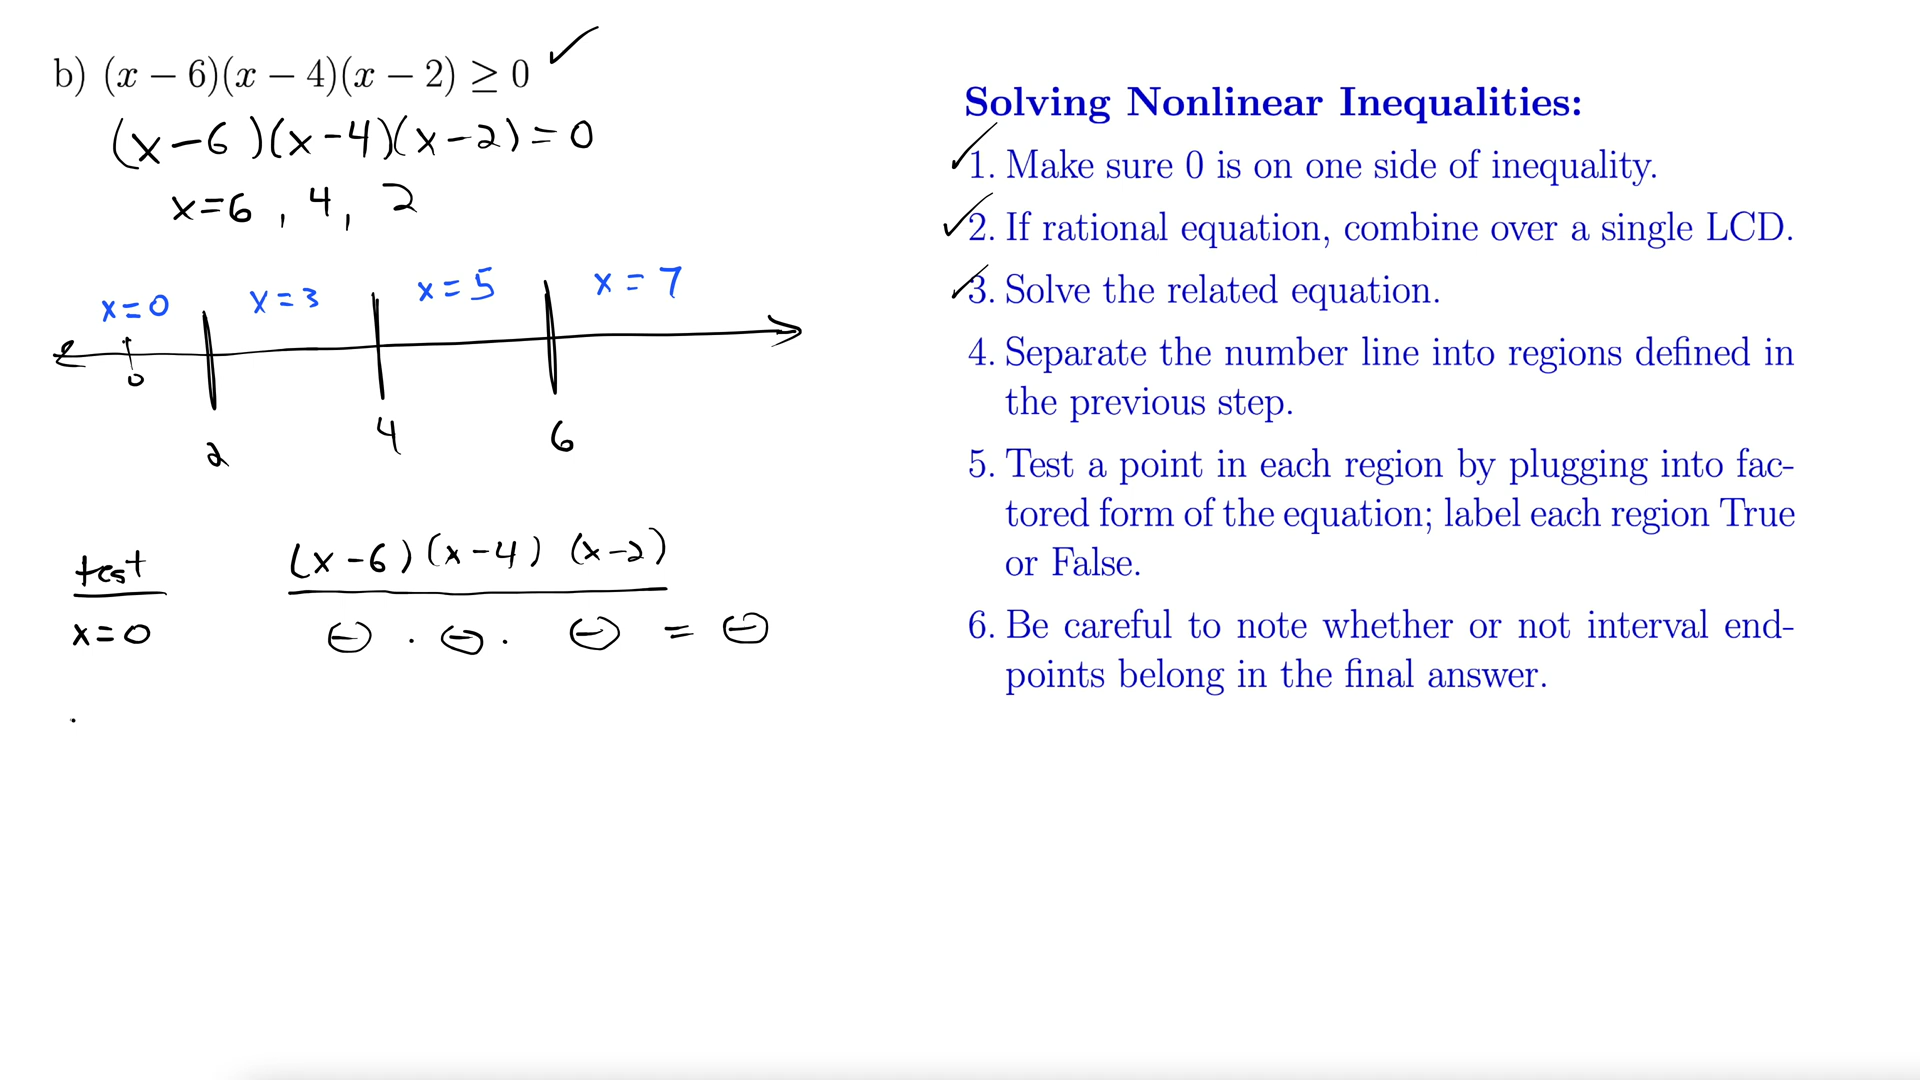 b) (x − 6)(x − 4)(x − 2) ≥ 0 ✓
(x−6)(x−4)(x−2)=0
x=6, 4, 2
x=0 x=3 x=5 x=7
0
2 4 6
test (x−6)(x−4)(x−2)
x=0 ⊖ · ⊖ · ⊖ = ⊖
Solving Nonlinear Inequalities:
✓1. Make sure 0 is on one side of inequality.
✓2. If rational equation, combine over a single LCD.
✓3. Solve the related equation.
4. Separate the number line into regions defined in
the previous step.
5. Test a point in each region by plugging into fac-
tored form of the equation; label each region True
or False.
6. Be careful to note whether or not interval end-
points belong in the final answer.